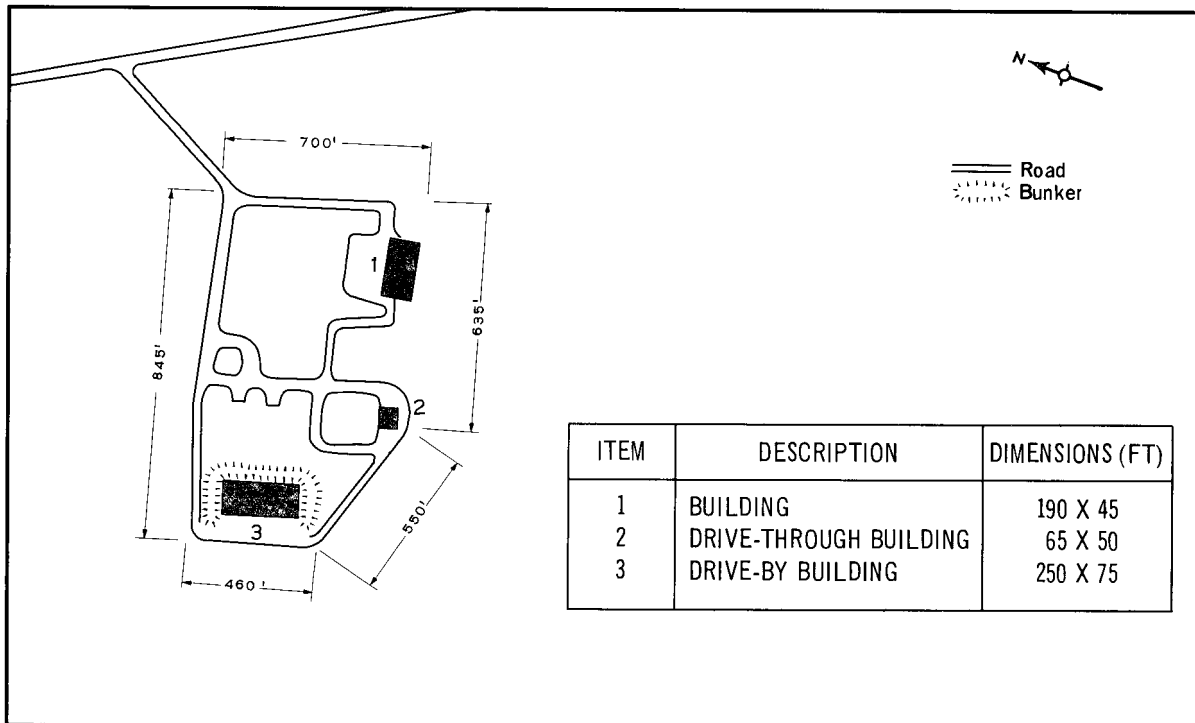 N
700'
Road
Bunker
1
635'
845'
2
3
550'
460'
ITEM DESCRIPTION DIMENSIONS (FT)
1 BUILDING 190 X 45
2 DRIVE-THROUGH BUILDING 65 X 50
3 DRIVE-BY BUILDING 250 X 75